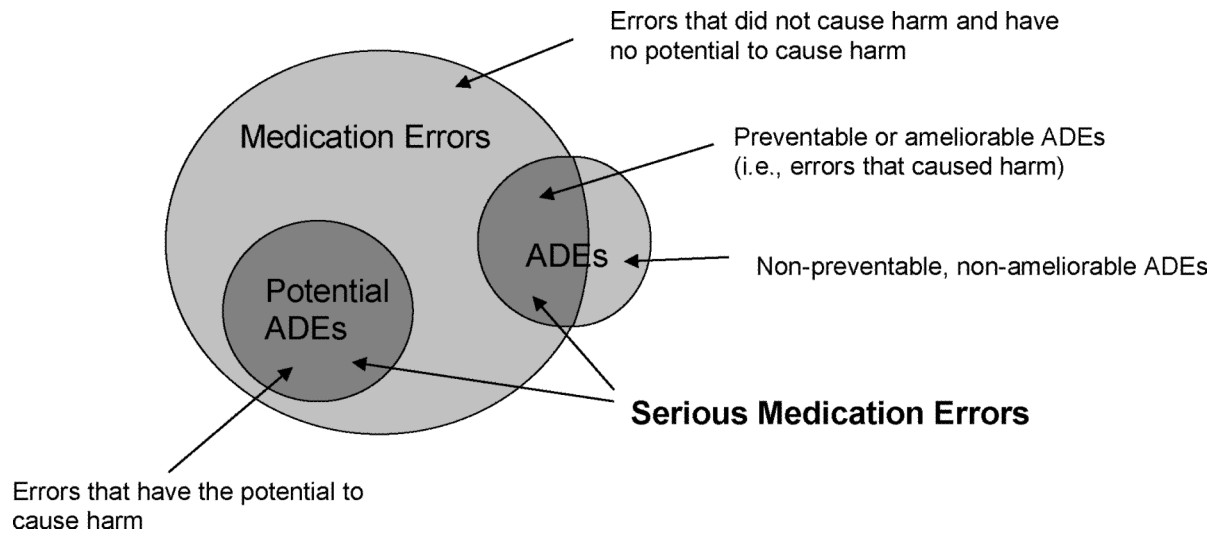 Errors that did not cause harm and have
no potential to cause harm
Medication Errors
Preventable or ameliorable ADEs
(i.e., errors that caused harm)
ADEs
Non-preventable, non-ameliorable ADEs
Potential
ADEs
Serious Medication Errors
Errors that have the potential to
cause harm